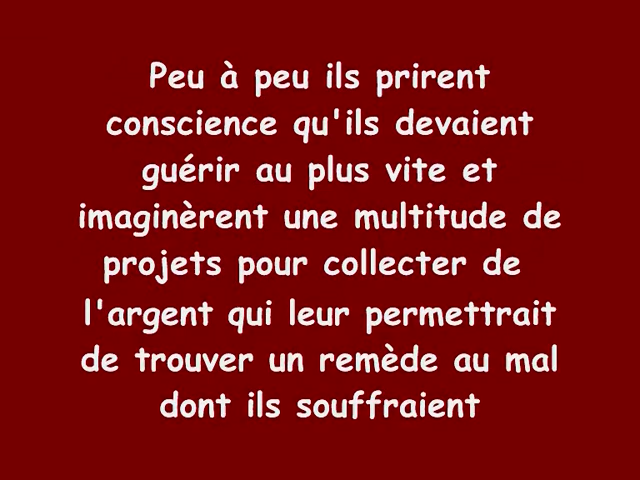 Peu à peu ils prirent
conscience qu'ils devaient
guérir au plus vite et
imaginèrent une multitude de
projets pour collecter de
l'argent qui leur permettrait
de trouver un remède au mal
dont ils souffraient